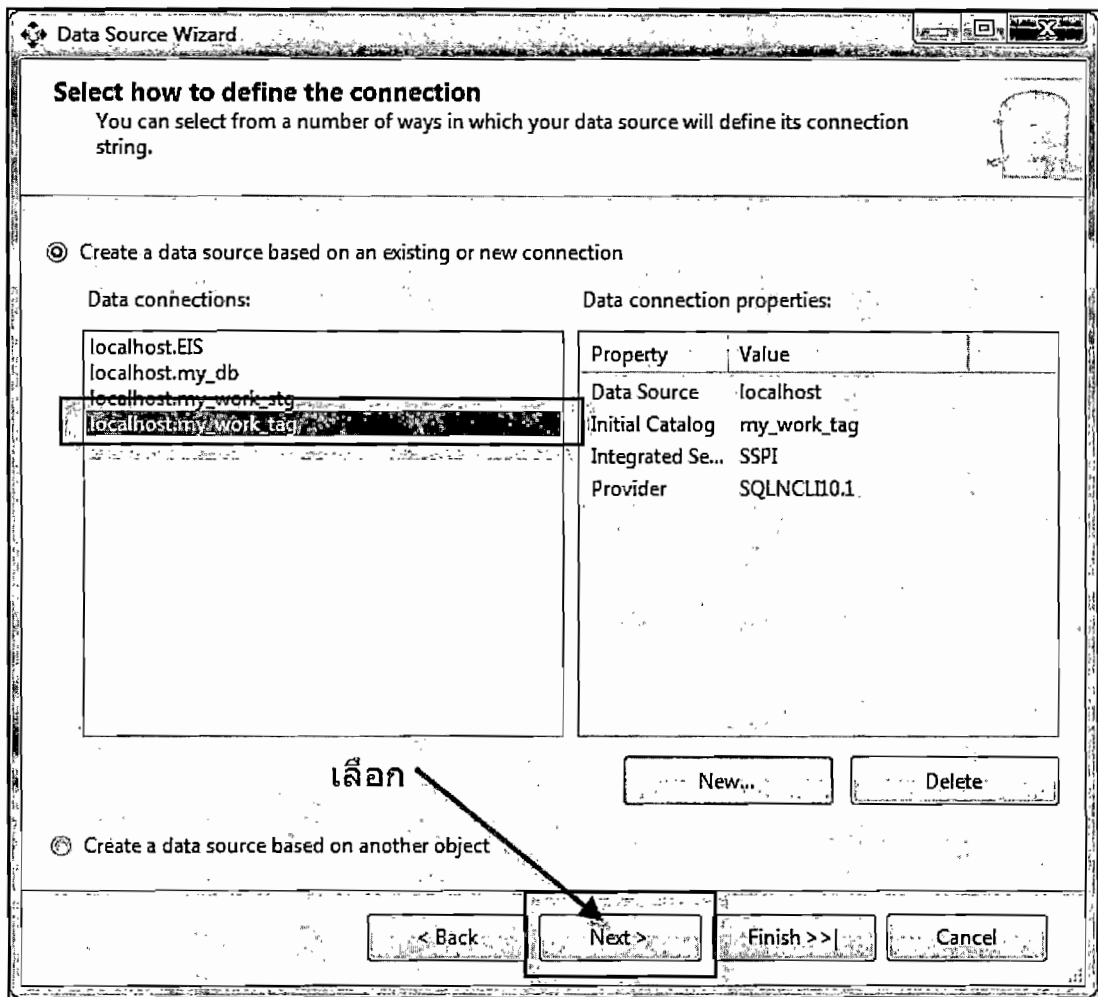 Data Source Wizard
Select how to define the connection
You can select from a number of ways in which your data source will define its connection
string.
Create a data source based on an existing or new connection
Data connections:
localhost.EIS
localhost.my_db
localhost.my_work_stg
localhost.my_work_tag
Data connection properties:
Property Value
Data Source localhost
Initial Catalog my_work_tag
Integrated Se... SSPI
Provider SQLNCLI10.1
เลือก
New... Delete
Create a data source based on another object
< Back Next > Finish >>| Cancel